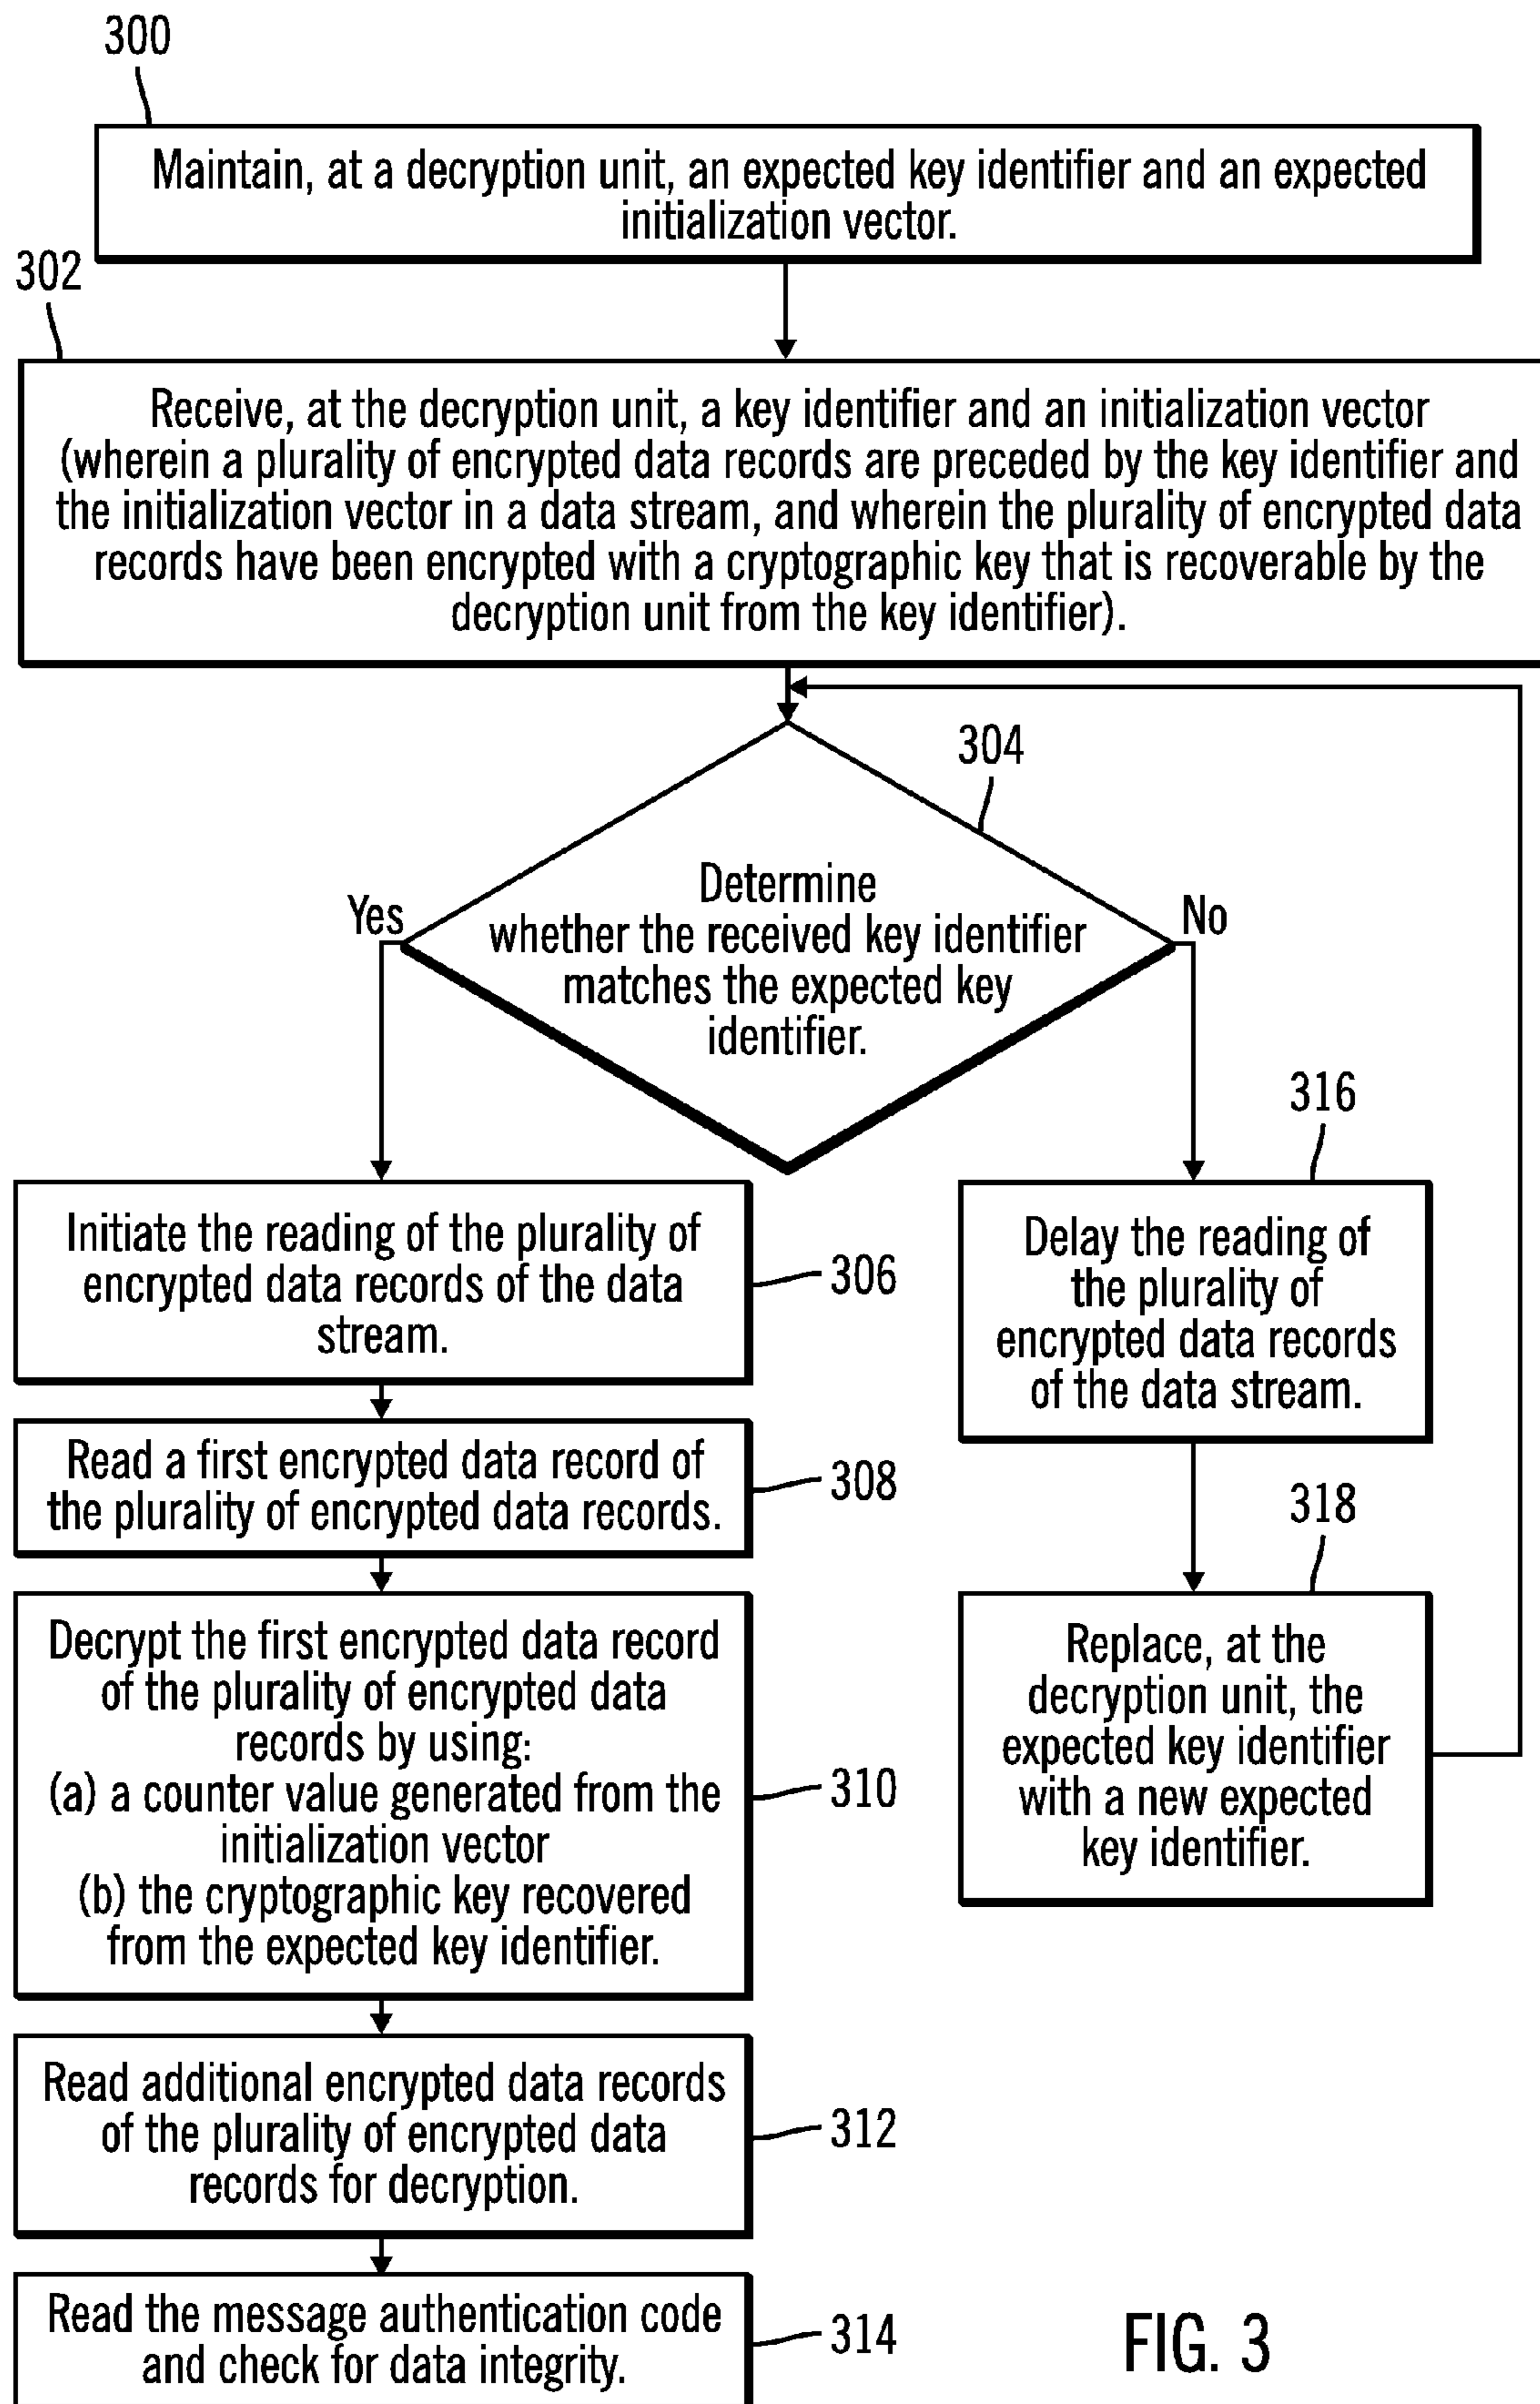 300
Maintain, at a decryption unit, an expected key identifier and an expected
initialization vector.
302
Receive, at the decryption unit, a key identifier and an initialization vector
(wherein a plurality of encrypted data records are preceded by the key identifier and
the initialization vector in a data stream, and wherein the plurality of encrypted data
records have been encrypted with a cryptographic key that is recoverable by the
decryption unit from the key identifier).
304
Determine
whether the received key identifier
matches the expected key
identifier.
Yes
No
Initiate the reading of the plurality of
encrypted data records of the data
stream.
306
Read a first encrypted data record of
the plurality of encrypted data records.
308
Decrypt the first encrypted data record
of the plurality of encrypted data
records by using:
(a) a counter value generated from the
initialization vector
(b) the cryptographic key recovered
from the expected key identifier.
310
Read additional encrypted data records
of the plurality of encrypted data
records for decryption.
312
Read the message authentication code
and check for data integrity.
314
316
Delay the reading of
the plurality of
encrypted data records
of the data stream.
318
Replace, at the
decryption unit, the
expected key identifier
with a new expected
key identifier.
FIG. 3